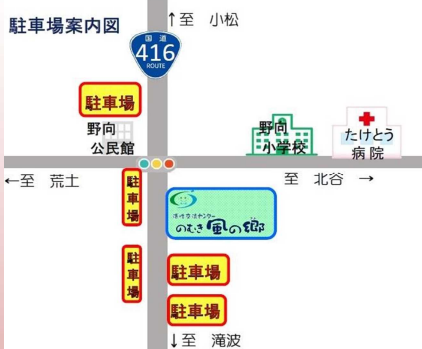 駐車場案内図
↑至 小松
国道
416
ROUTE
駐車場
野向
公民館
野向
小学校
たけとう
病院
←至 荒土
至 北谷 →
駐車場
のむき風の郷
駐車場
駐車場
駐車場
↓至 滝波